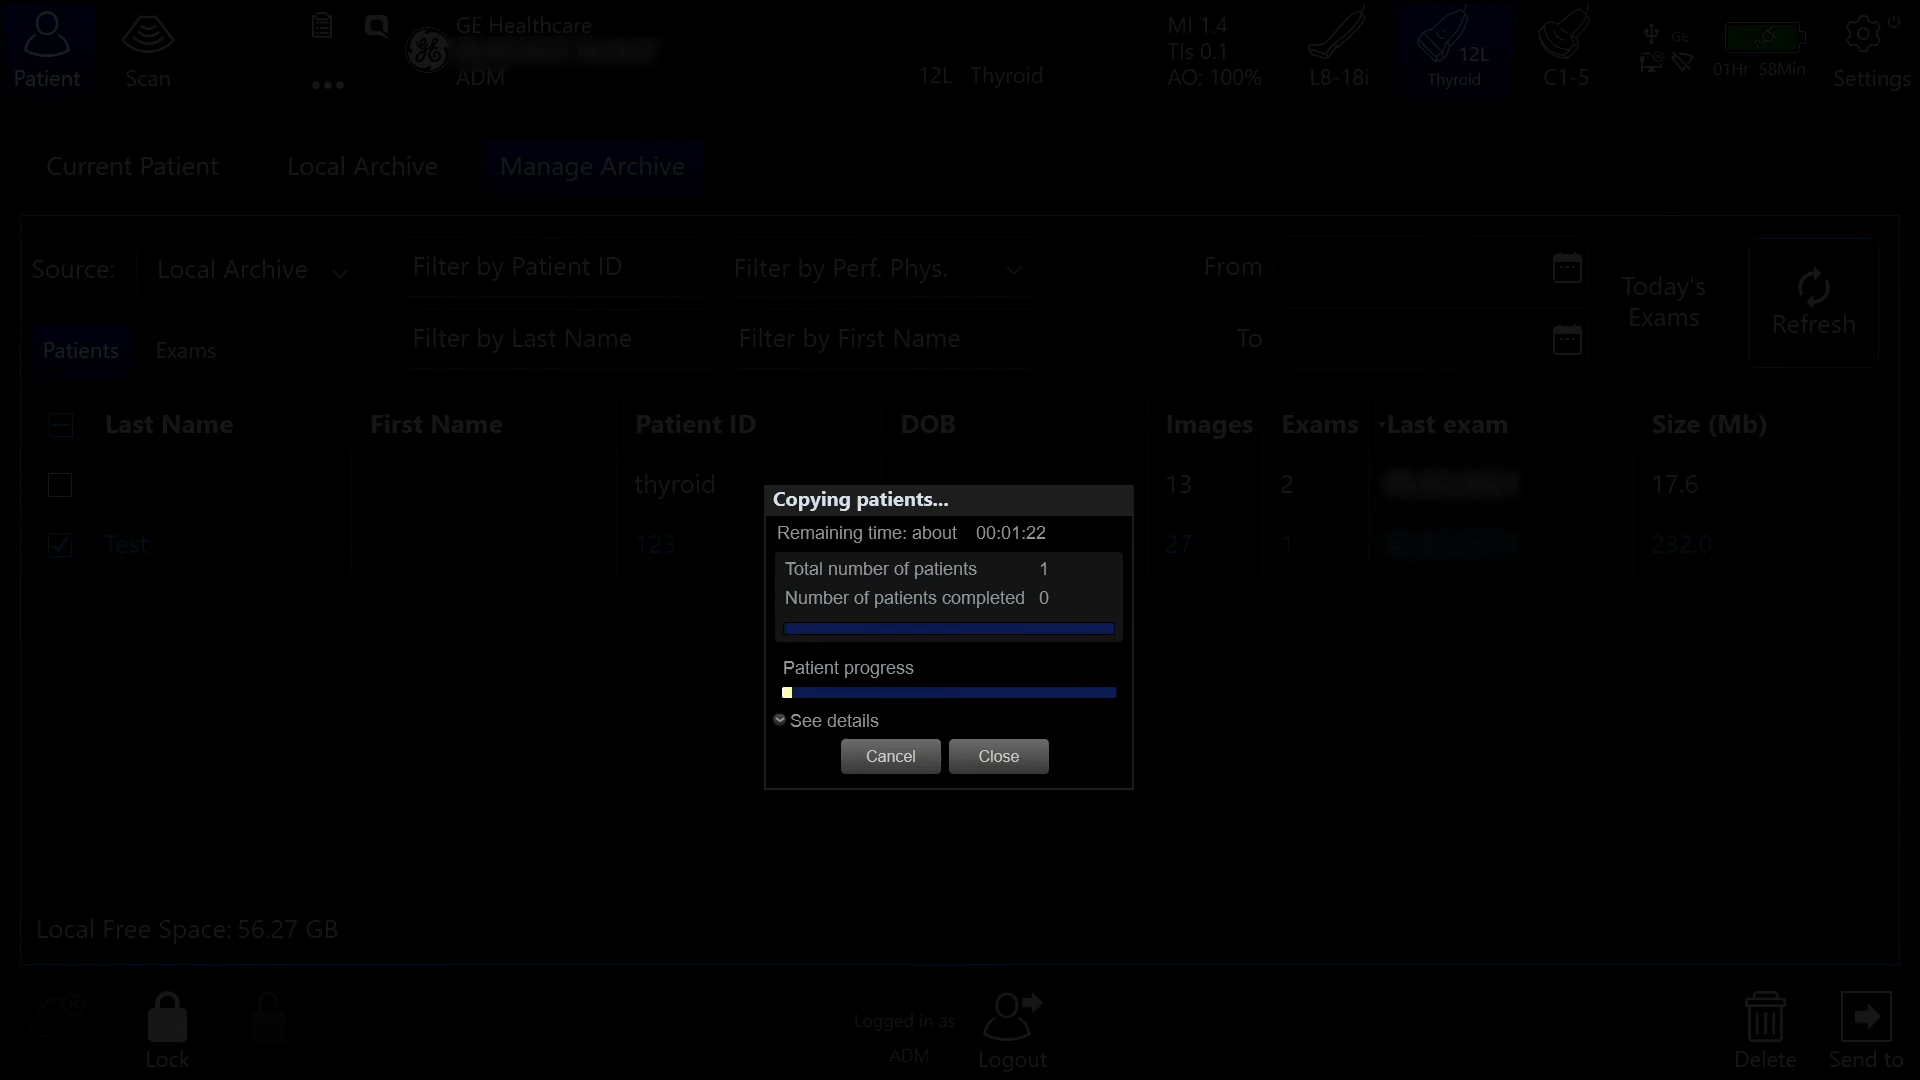 Patient
Scan
GE Healthcare
ADM
12L Thyroid
MI 1.4
TIs 0.1
AO: 100%
L8-18i
12L
Thyroid
C1-5
GE
01Hr 58Min
Settings
Current Patient
Local Archive
Manage Archive
Source:
Local Archive
Filter by Patient ID
Filter by Perf. Phys.
From
Today's
Exams
Refresh
Patients
Exams
Filter by Last Name
Filter by First Name
To
Last Name First Name Patient ID DOB Images Exams Last exam Size (Mb)
thyroid 13 2 17.6
Test 123 27 1 232.0
Copying patients...
Remaining time: about 00:01:22
Total number of patients 1
Number of patients completed 0
Patient progress
See details
Cancel
Close
Local Free Space: 56.27 GB
Lock
Logged in as
ADM
Logout
Delete
Send to